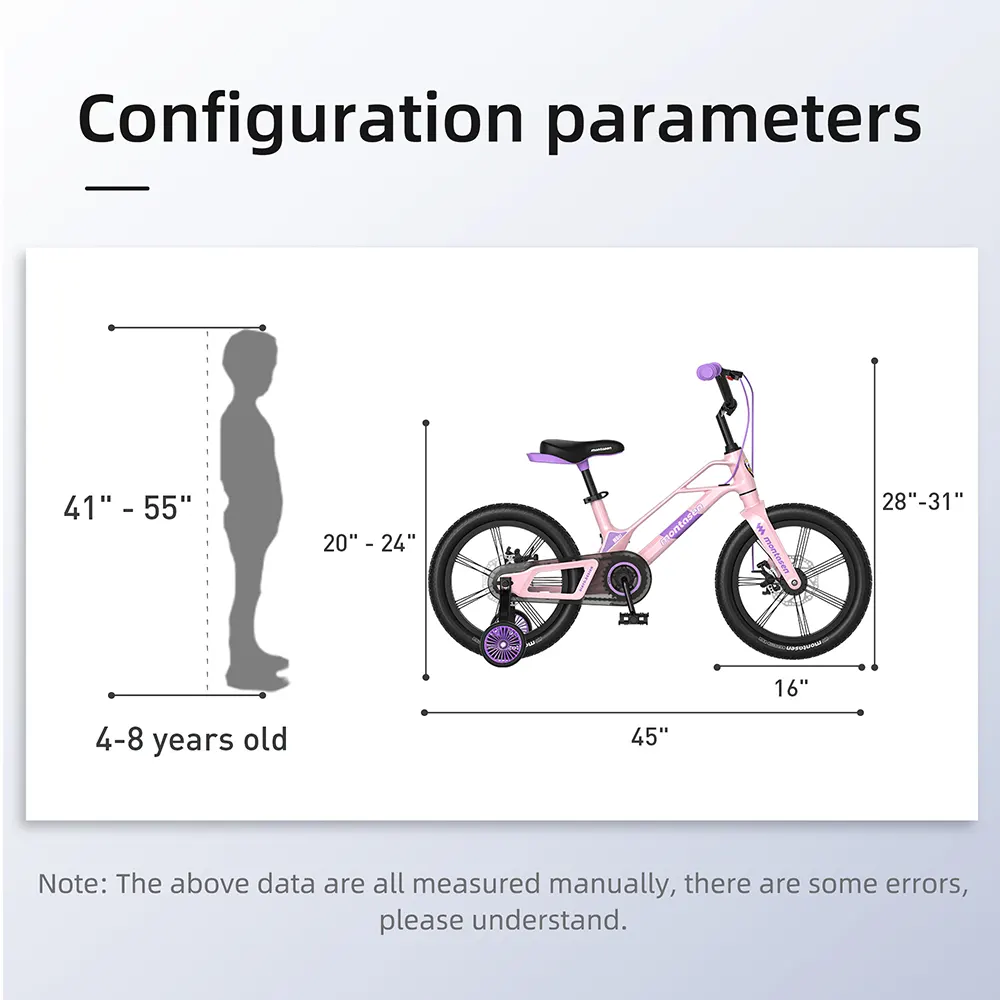 Configuration parameters
41" - 55"
4-8 years old
20" - 24"
28"-31"
16"
45"
montasen
montasen
montasen
montasen
Note: The above data are all measured manually, there are some errors,
please understand.